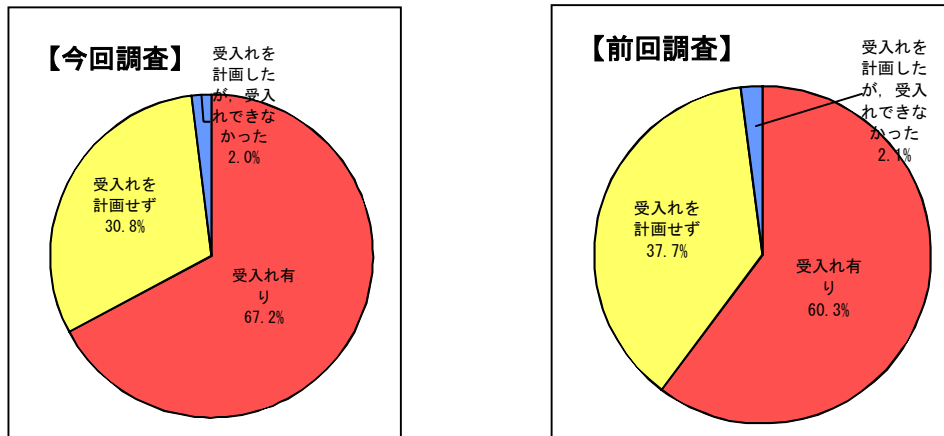 【今回調査】
受入れを
計画した
が，受入
れできな
かった
2.0%
受入れを
計画せず
30.8%
受入れ有
り
67.2%
【前回調査】
受入れを
計画した
が，受入
れできな
かった
2.1%
受入れを
計画せず
37.7%
受入れ有
り
60.3%